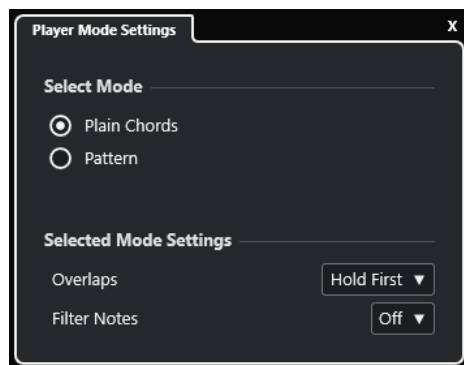 Player Mode Settings X
Select Mode
Plain Chords
Pattern
Selected Mode Settings
Overlaps Hold First ▼
Filter Notes Off ▼